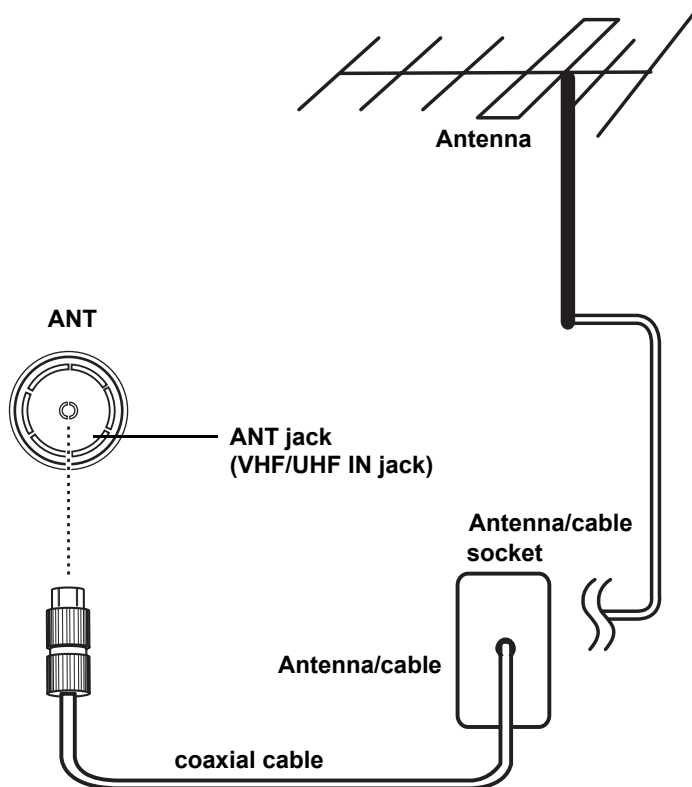 Antenna
ANT
ANT jack
(VHF/UHF IN jack)
Antenna/cable
socket
Antenna/cable
coaxial cable